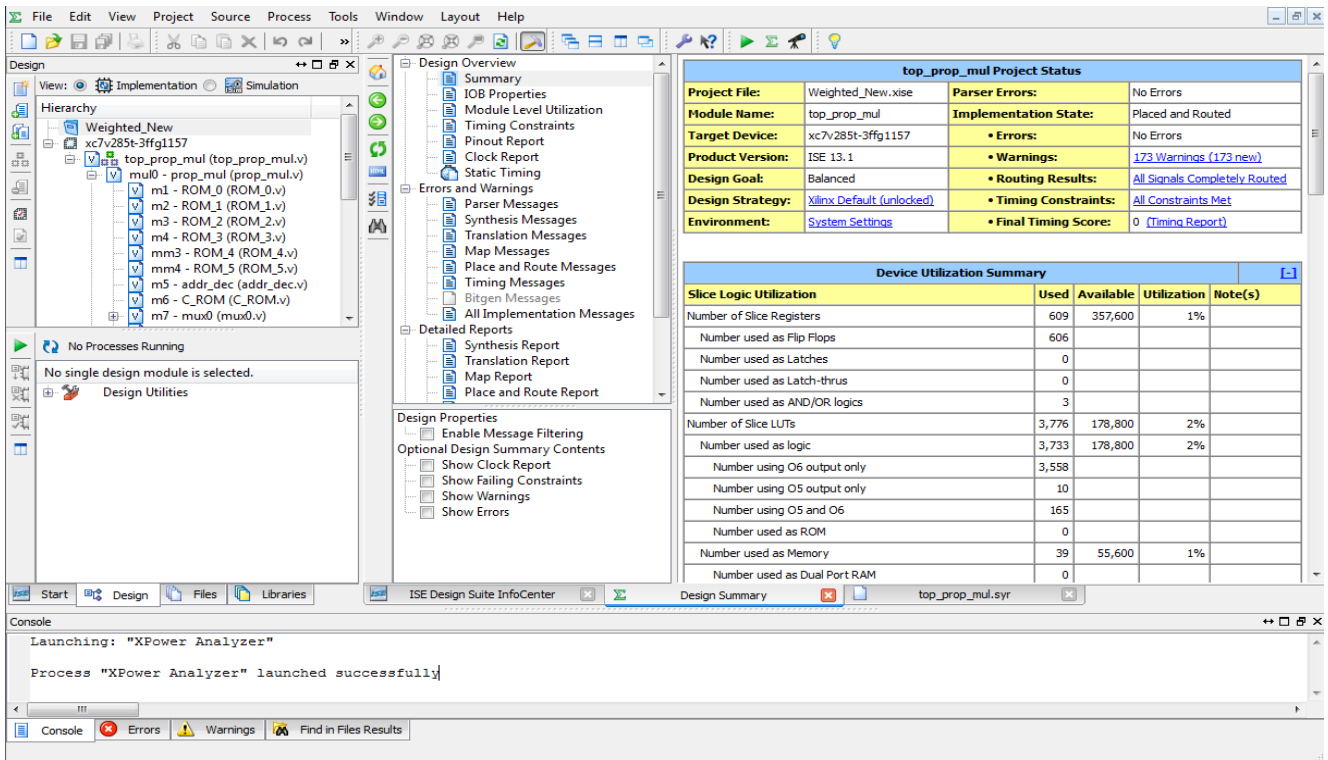 File Edit View Project Source Process Tools Window Layout Help
Design
View: Implementation Simulation
Hierarchy
Weighted_New
xc7v285t-3ffg1157
top_prop_mul (top_prop_mul.v)
mul0 - prop_mul (prop_mul.v)
m1 - ROM_0 (ROM_0.v)
m2 - ROM_1 (ROM_1.v)
m3 - ROM_2 (ROM_2.v)
m4 - ROM_3 (ROM_3.v)
mm3 - ROM_4 (ROM_4.v)
mm4 - ROM_5 (ROM_5.v)
m5 - addr_dec (addr_dec.v)
m6 - C_ROM (C_ROM.v)
m7 - mux0 (mux0.v)
No Processes Running
No single design module is selected.
Design Utilities
Start Design Files Libraries
Design Overview
Summary
IOB Properties
Module Level Utilization
Timing Constraints
Pinout Report
Clock Report
Static Timing
Errors and Warnings
Parser Messages
Synthesis Messages
Translation Messages
Map Messages
Place and Route Messages
Timing Messages
Bitgen Messages
All Implementation Messages
Detailed Reports
Synthesis Report
Translation Report
Map Report
Place and Route Report
Design Properties
Enable Message Filtering
Optional Design Summary Contents
Show Clock Report
Show Failing Constraints
Show Warnings
Show Errors
top_prop_mul Project Status
Project File: Weighted_New.xise Parser Errors: No Errors
Module Name: top_prop_mul Implementation State: Placed and Routed
Target Device: xc7v285t-3ffg1157 • Errors: No Errors
Product Version: ISE 13.1 • Warnings: 173 Warnings (173 new)
Design Goal: Balanced • Routing Results: All Signals Completely Routed
Design Strategy: Xilinx Default (unlocked) • Timing Constraints: All Constraints Met
Environment: System Settings • Final Timing Score: 0 (Timing Report)
Device Utilization Summary [-]
Slice Logic Utilization Used Available Utilization Note(s)
Number of Slice Registers 609 357,600 1%
Number used as Flip Flops 606
Number used as Latches 0
Number used as Latch-thrus 0
Number used as AND/OR logics 3
Number of Slice LUTs 3,776 178,800 2%
Number used as logic 3,733 178,800 2%
Number using O6 output only 3,558
Number using O5 output only 10
Number using O5 and O6 165
Number used as ROM 0
Number used as Memory 39 55,600 1%
Number used as Dual Port RAM 0
ISE Design Suite InfoCenter Design Summary top_prop_mul.syr
Console
Launching: "XPower Analyzer"
Process "XPower Analyzer" launched successfully
Console Errors Warnings Find in Files Results